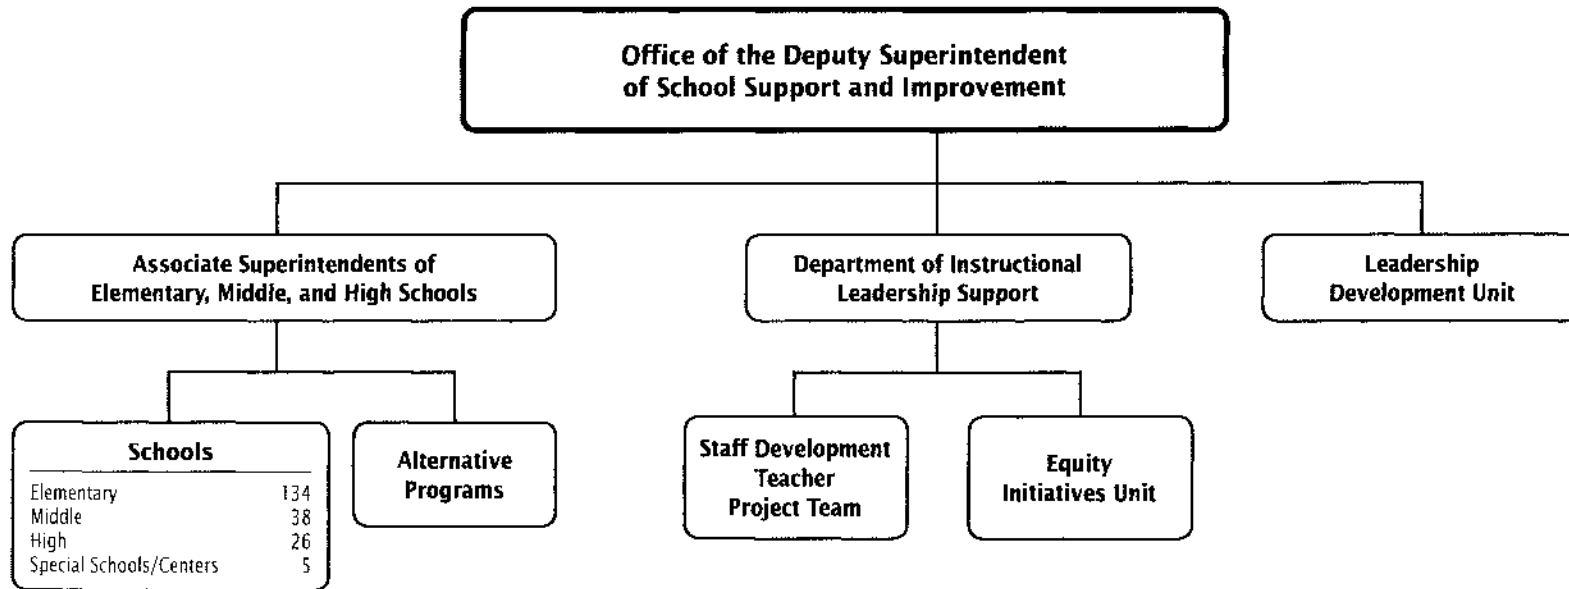 Office of the Deputy Superintendent
of School Support and Improvement
Associate Superintendents of
Elementary, Middle, and High Schools
Department of Instructional
Leadership Support
Leadership
Development Unit
Schools
Elementary 134
Middle 38
High 26
Special Schools/Centers 5
Alternative
Programs
Staff Development
Teacher
Project Team
Equity
Initiatives Unit